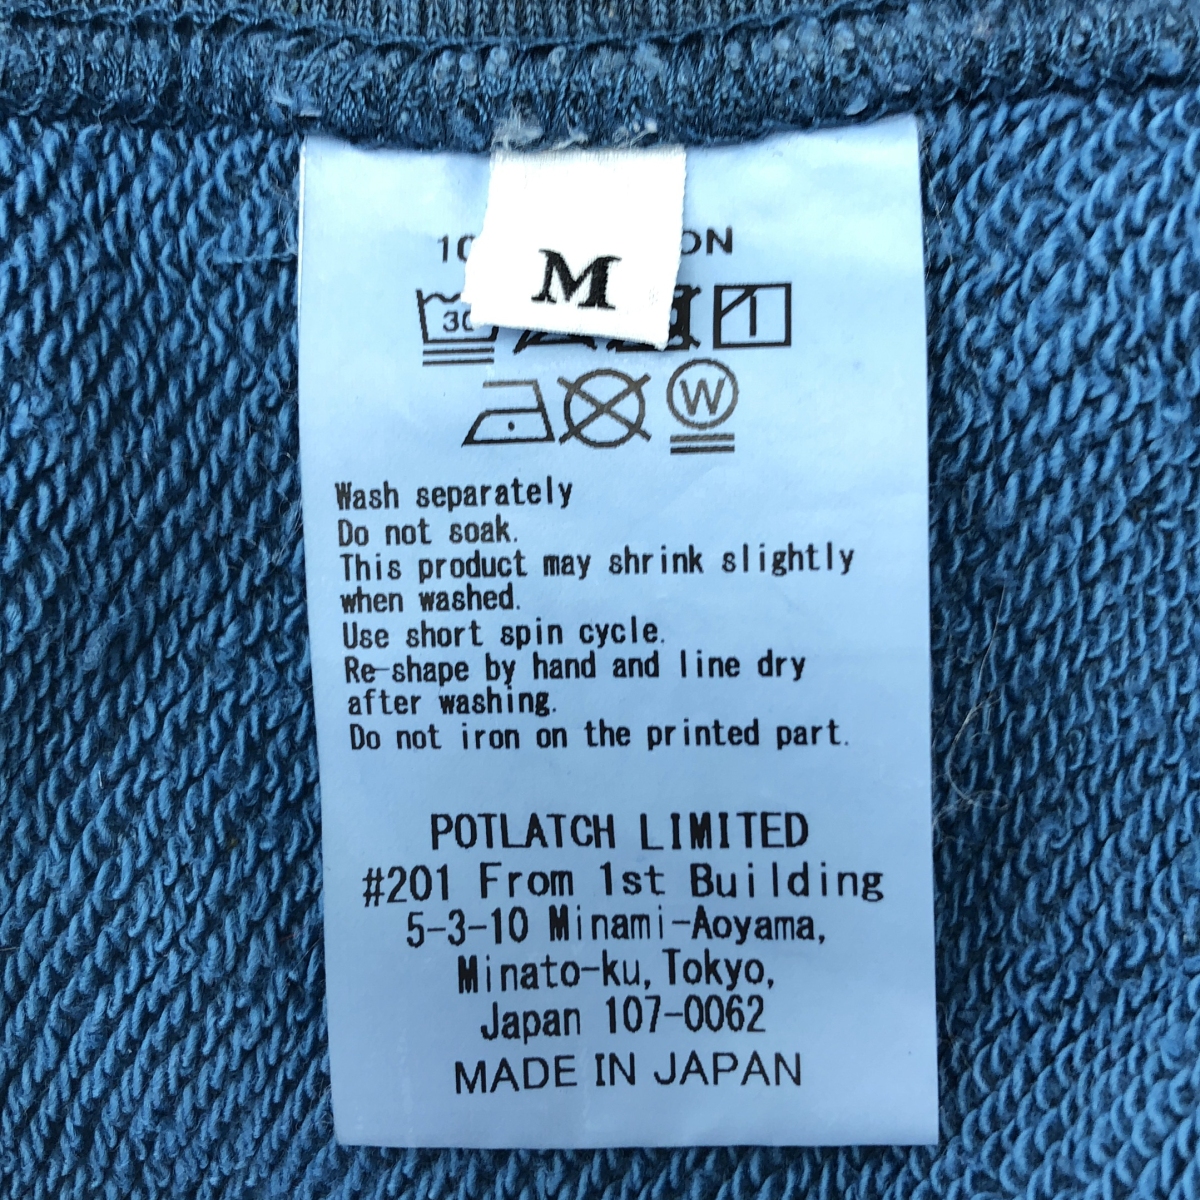 M
30
W
Wash separately
Do not soak.
This product may shrink slightly
when washed.
Use short spin cycle.
Re-shape by hand and line dry
after washing.
Do not iron on the printed part.
POTLATCH LIMITED
#201 From 1st Building
5-3-10 Minami-Aoyama,
Minato-ku, Tokyo,
Japan 107-0062
MADE IN JAPAN